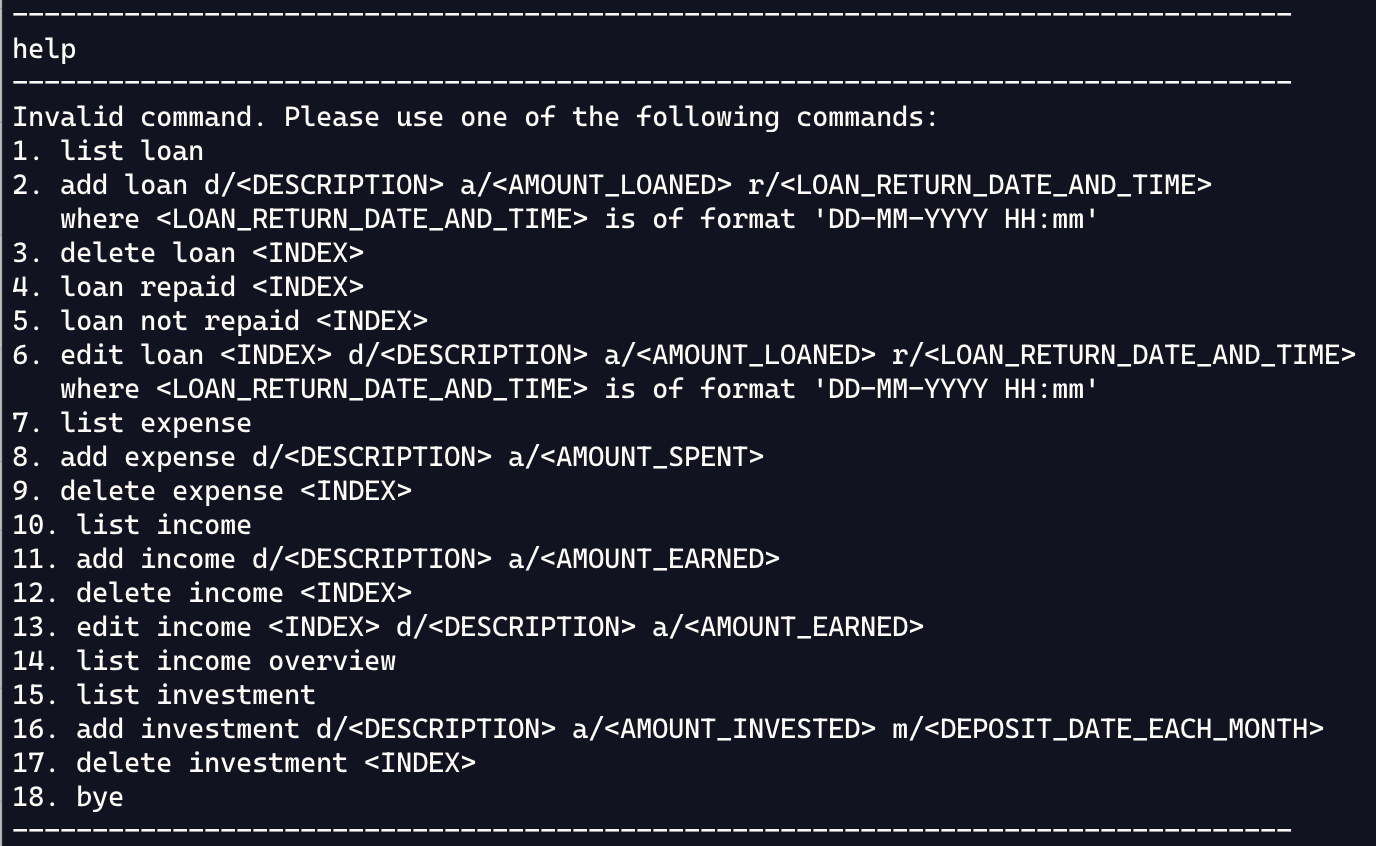 --------------------------------------------------------------------------------
help
--------------------------------------------------------------------------------
Invalid command. Please use one of the following commands:
1. list loan
2. add loan d/<DESCRIPTION> a/<AMOUNT_LOANED> r/<LOAN_RETURN_DATE_AND_TIME>
   where <LOAN_RETURN_DATE_AND_TIME> is of format 'DD-MM-YYYY HH:mm'
3. delete loan <INDEX>
4. loan repaid <INDEX>
5. loan not repaid <INDEX>
6. edit loan <INDEX> d/<DESCRIPTION> a/<AMOUNT_LOANED> r/<LOAN_RETURN_DATE_AND_TIME>
   where <LOAN_RETURN_DATE_AND_TIME> is of format 'DD-MM-YYYY HH:mm'
7. list expense
8. add expense d/<DESCRIPTION> a/<AMOUNT_SPENT>
9. delete expense <INDEX>
10. list income
11. add income d/<DESCRIPTION> a/<AMOUNT_EARNED>
12. delete income <INDEX>
13. edit income <INDEX> d/<DESCRIPTION> a/<AMOUNT_EARNED>
14. list income overview
15. list investment
16. add investment d/<DESCRIPTION> a/<AMOUNT_INVESTED> m/<DEPOSIT_DATE_EACH_MONTH>
17. delete investment <INDEX>
18. bye
--------------------------------------------------------------------------------